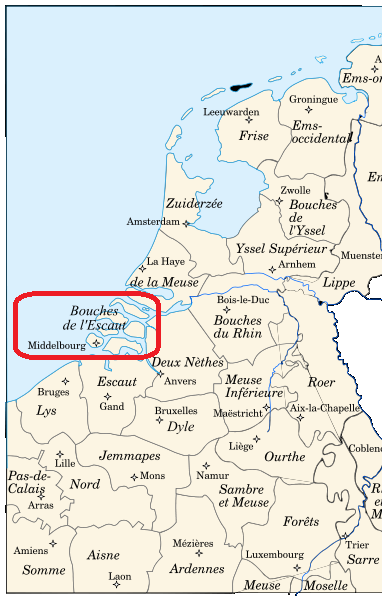 A
Ems-or
Groningue
Leeuwarden
Frise
Ems-
occidental
Em
Zwolle
Zuiderzée
Bouches
de
l'Yssel
Amsterdam
Yssel Supérieur
Muenster
La Haye
Arnhem
de la Meuse
Lippe
Bois-le-Duc
Bouches
de l'Escaut
Bouches
du Rhin
Middelbourg
Deux Nèthes
Escaut
Anvers
Meuse
Inférieure
Roer
Bruges
Gand
Lys
Bruxelles
Maëstricht
Aix-la-Chapelle
Dyle
Liège
Coblenc
Lille
Jemmapes
Ourthe
Pas-de-
Calais
Nord
Mons
Namur
Sambre
et Meuse
R
et
M
Arras
Forêts
Amiens
Aisne
Mézières
Trier
Luxembourg
Sarre
Somme
Laon
Ardennes
Meuse
Moselle